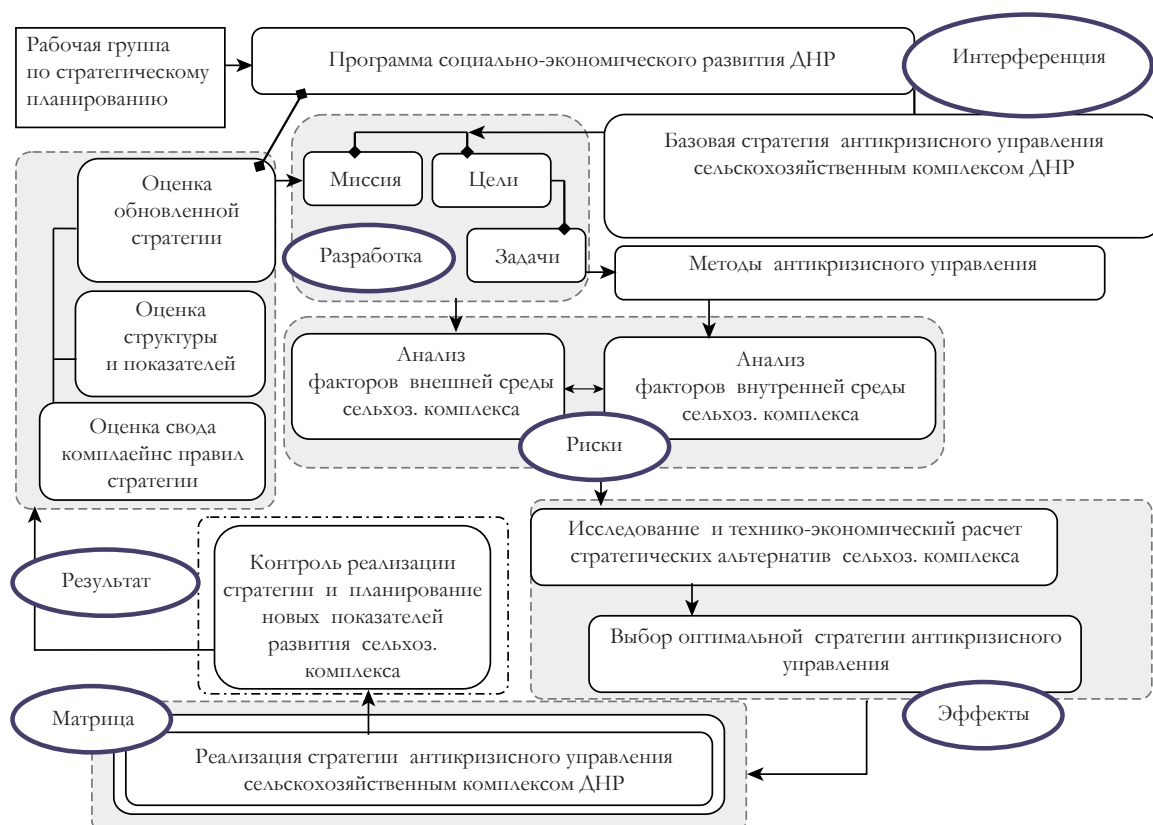 Рабочая группа
по стратегическому
планированию
Программа социально-экономического развития ДНР
Интерференция
Базовая стратегия антикризисного управления
сельскохозяйственным комплексом ДНР
Оценка
обновленной
стратегии
Миссия
Цели
Разработка
Задачи
Методы антикризисного управления
Оценка
структуры
и показателей
Анализ
факторов внешней среды
сельхоз. комплекса
Анализ
факторов внутренней среды
сельхоз. комплекса
Оценка свода
комплаейнс правил
стратегии
Риски
Исследование и технико-экономический расчет
стратегических альтернатив сельхоз. комплекса
Результат
Контроль реализации
стратегии и планирование
новых показателей
развития сельхоз.
комплекса
Выбор оптимальной стратегии антикризисного
управления
Матрица
Эффекты
Реализация стратегии антикризисного управления
сельскохозяйственным комплексом ДНР